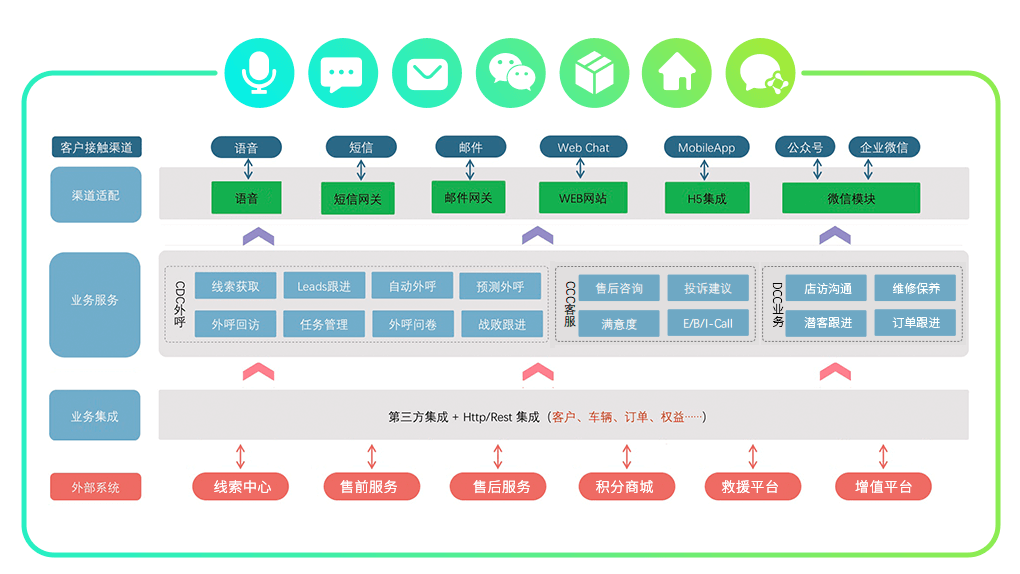 客户接触渠道
语音
短信
邮件
Web Chat
MobileApp
公众号
企业微信
渠道适配
语音
短信网关
邮件网关
WEB网站
H5集成
微信模块
业务服务
CDC外呼
线索获取
Leads跟进
自动外呼
预测外呼
外呼回访
任务管理
外呼问卷
战败跟进
CCC客服
售后咨询
投诉建议
满意度
E/B/I-Call
DCC业务
店访沟通
维修保养
潜客跟进
订单跟进
业务集成
第三方集成 + Http/Rest 集成（客户、车辆、订单、权益······）
外部系统
线索中心
售前服务
售后服务
积分商城
救援平台
增值平台